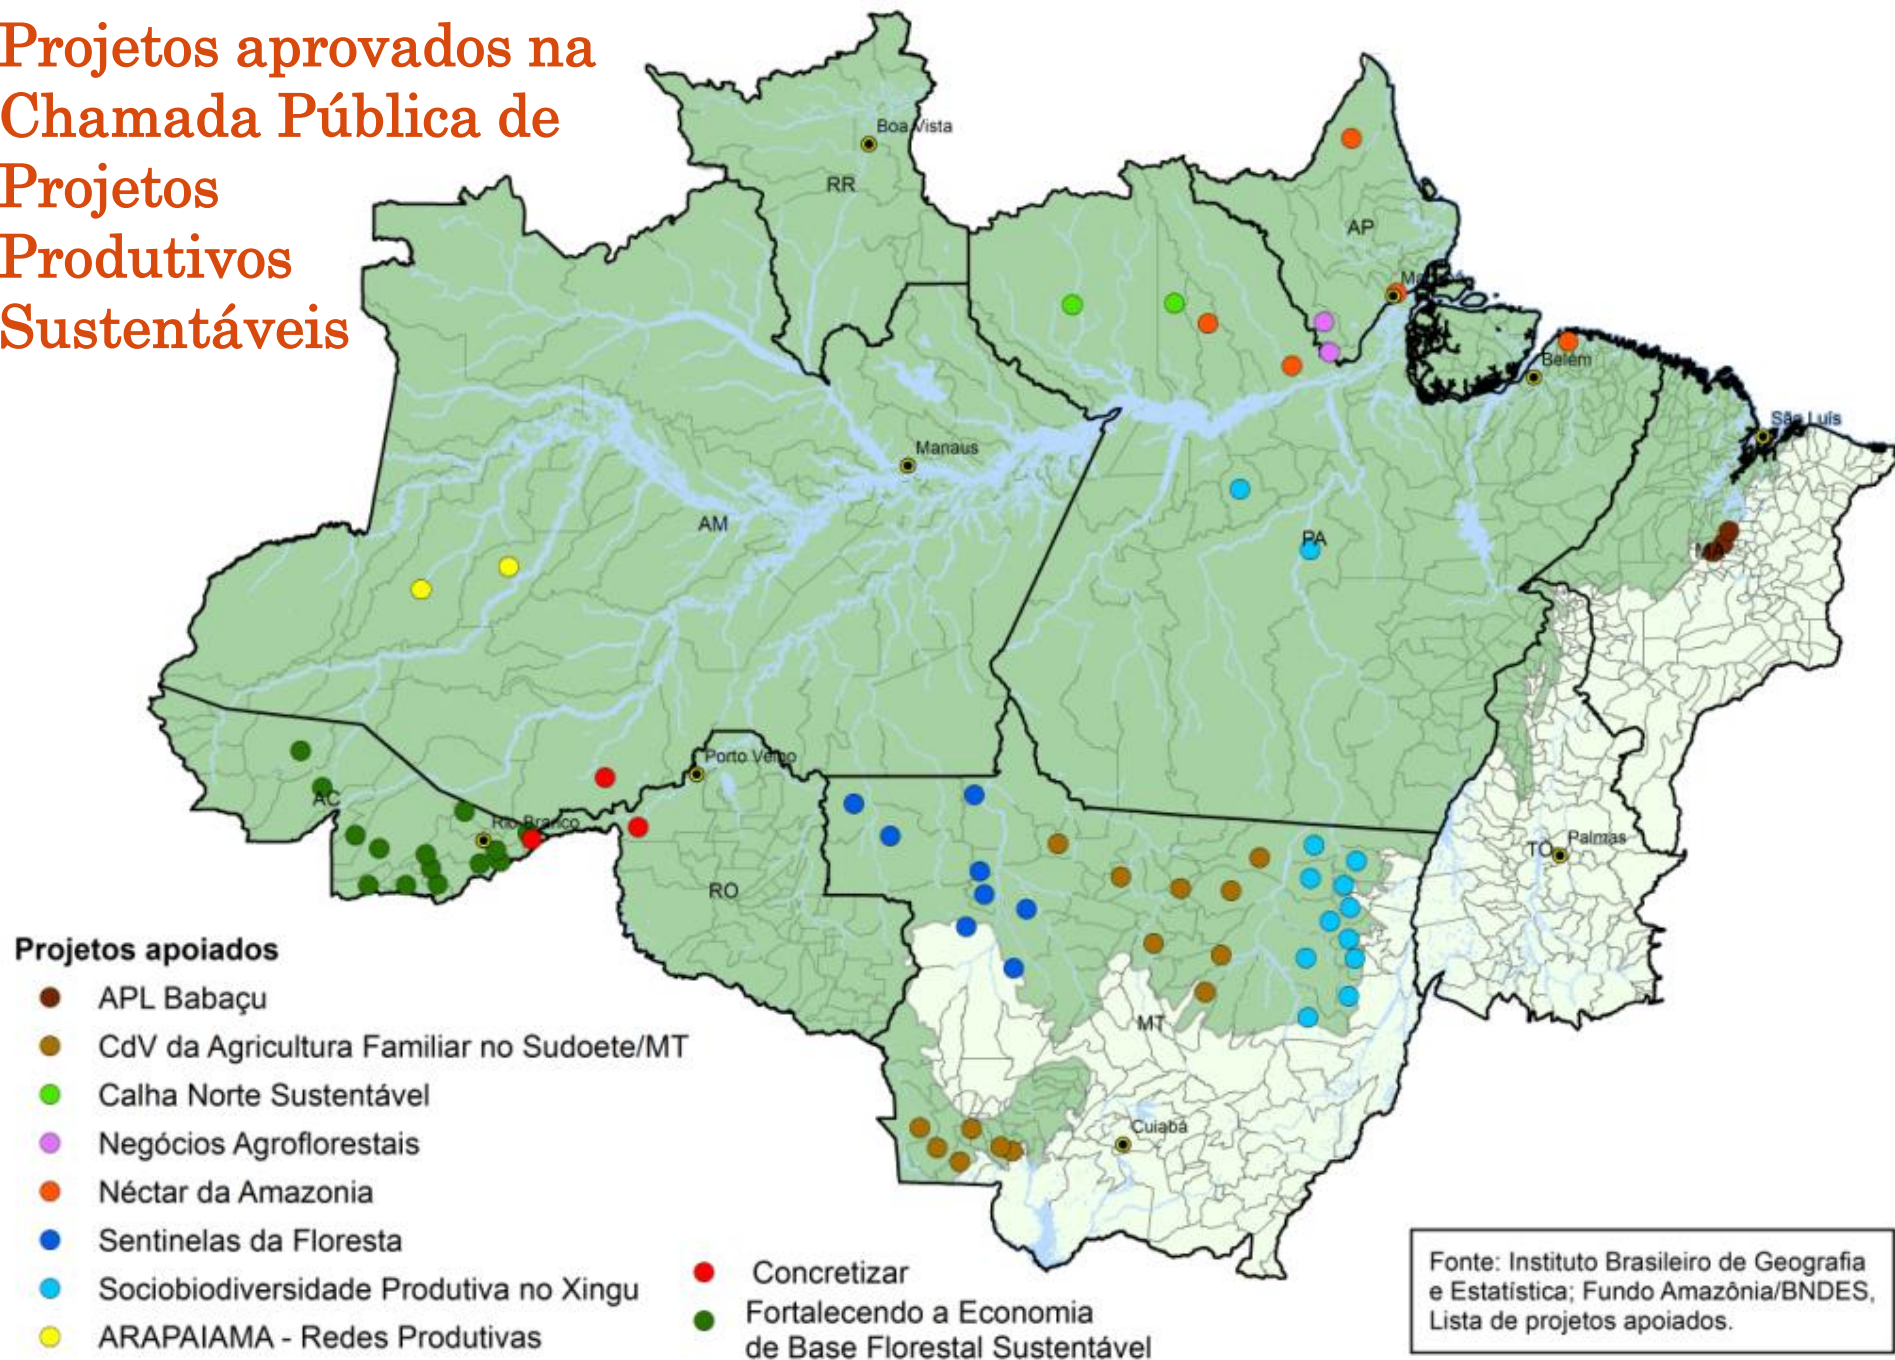 Projetos aprovados na
Chamada Pública de
Projetos
Produtivos
Sustentáveis
Boa Vista
RR
AP
Belém
São Luís
Manaus
AM
PA
MA
Porto Velho
AC
Rio Branco
RO
TO
Palmas
MT
Cuiabá
Projetos apoiados
APL Babaçu
CdV da Agricultura Familiar no Sudoete/MT
Calha Norte Sustentável
Negócios Agroflorestais
Néctar da Amazonia
Sentinelas da Floresta
Sociobiodiversidade Produtiva no Xingu
ARAPAIAMA - Redes Produtivas
Concretizar
Fortalecendo a Economia
de Base Florestal Sustentável
Fonte: Instituto Brasileiro de Geografia
e Estatística; Fundo Amazônia/BNDES,
Lista de projetos apoiados.